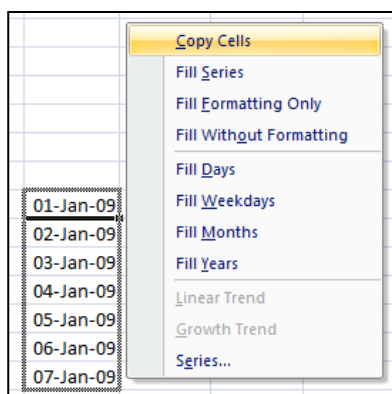 Copy Cells
Fill Series
Fill Formatting Only
Fill Without Formatting
Fill Days
Fill Weekdays
Fill Months
Fill Years
Linear Trend
Growth Trend
Series...
01-Jan-09
02-Jan-09
03-Jan-09
04-Jan-09
05-Jan-09
06-Jan-09
07-Jan-09